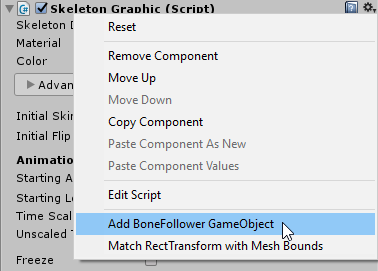 Skeleton Graphic (Script)
Skeleton D
Material
Color
Advan
Initial Skin
Initial Flip
Animation
Starting A
Starting Lo
Time Scal
Unscaled T
Freeze
Reset
Remove Component
Move Up
Move Down
Copy Component
Paste Component As New
Paste Component Values
Edit Script
Add BoneFollower GameObject
Match RectTransform with Mesh Bounds